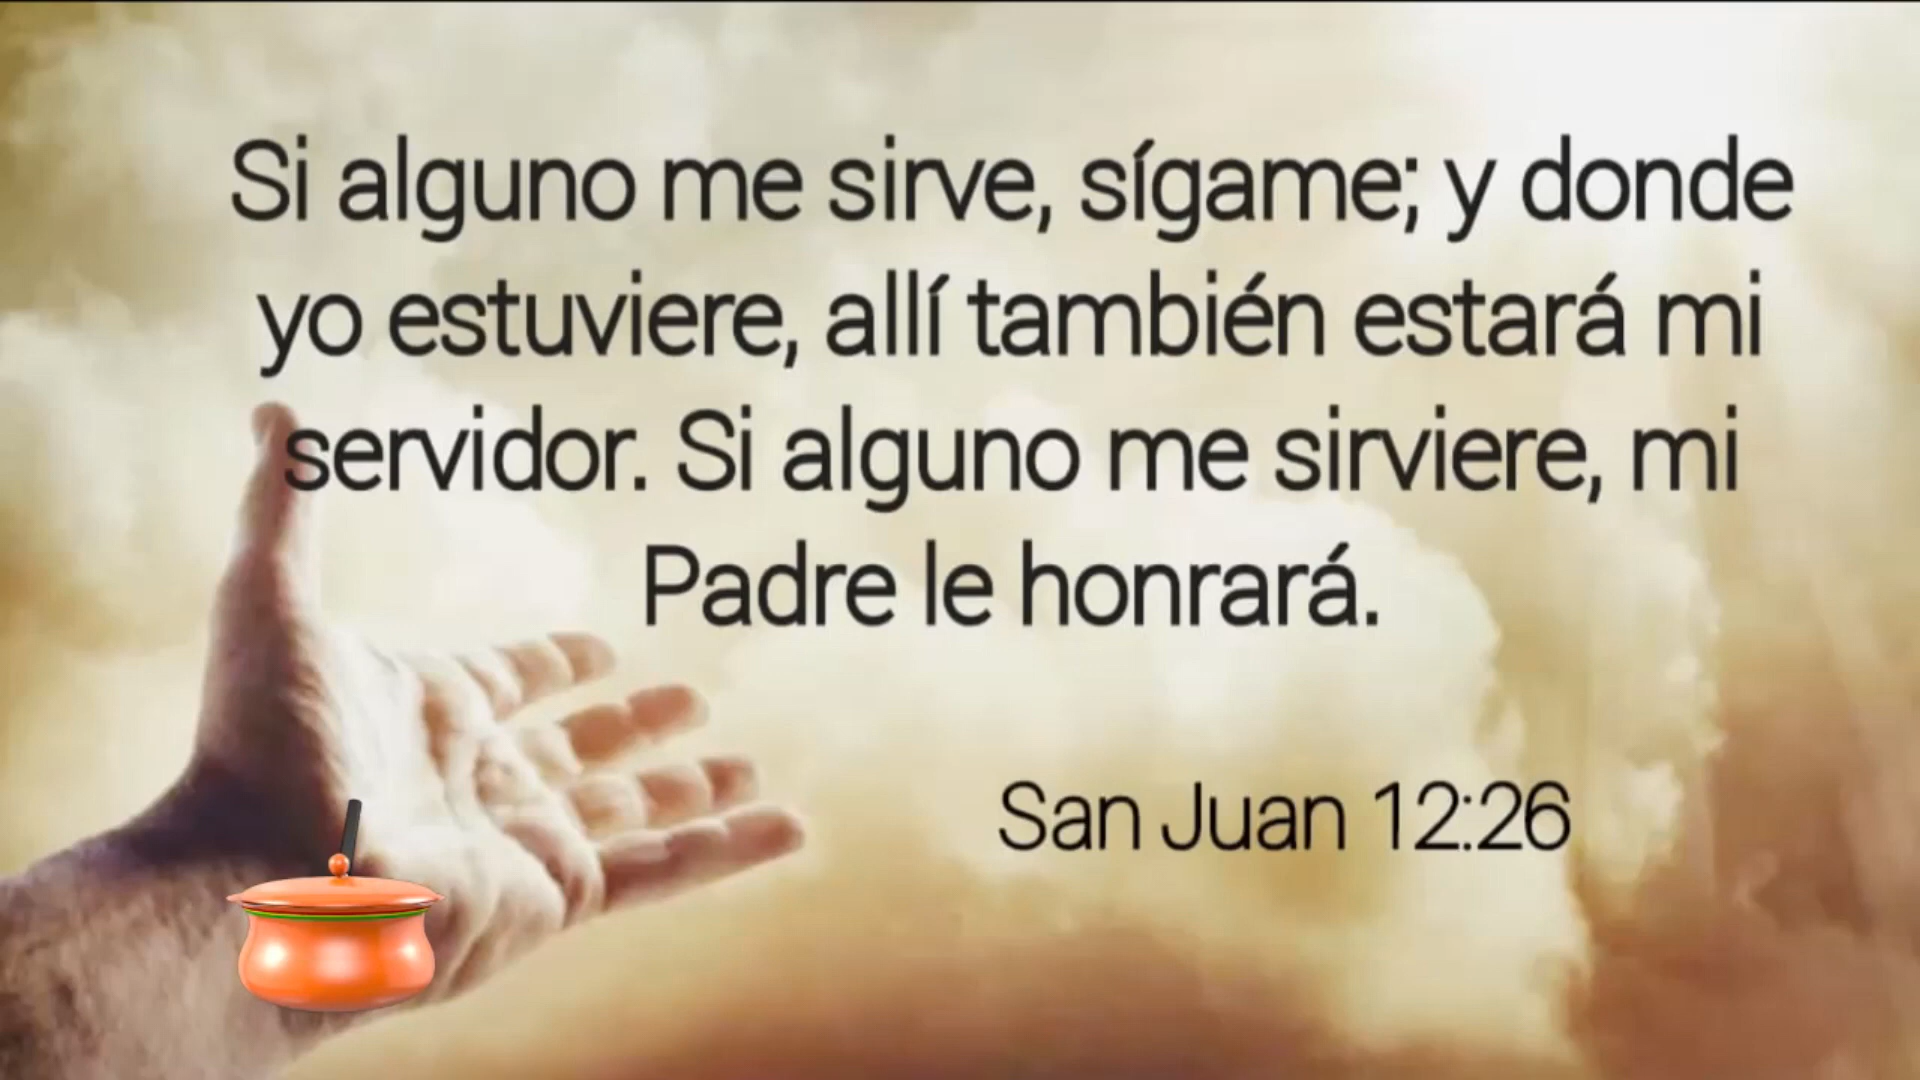 Si alguno me sirve, sígame; y donde
yo estuviere, allí también estará mi
servidor. Si alguno me sirviere, mi
Padre le honrará.
San Juan 12:26